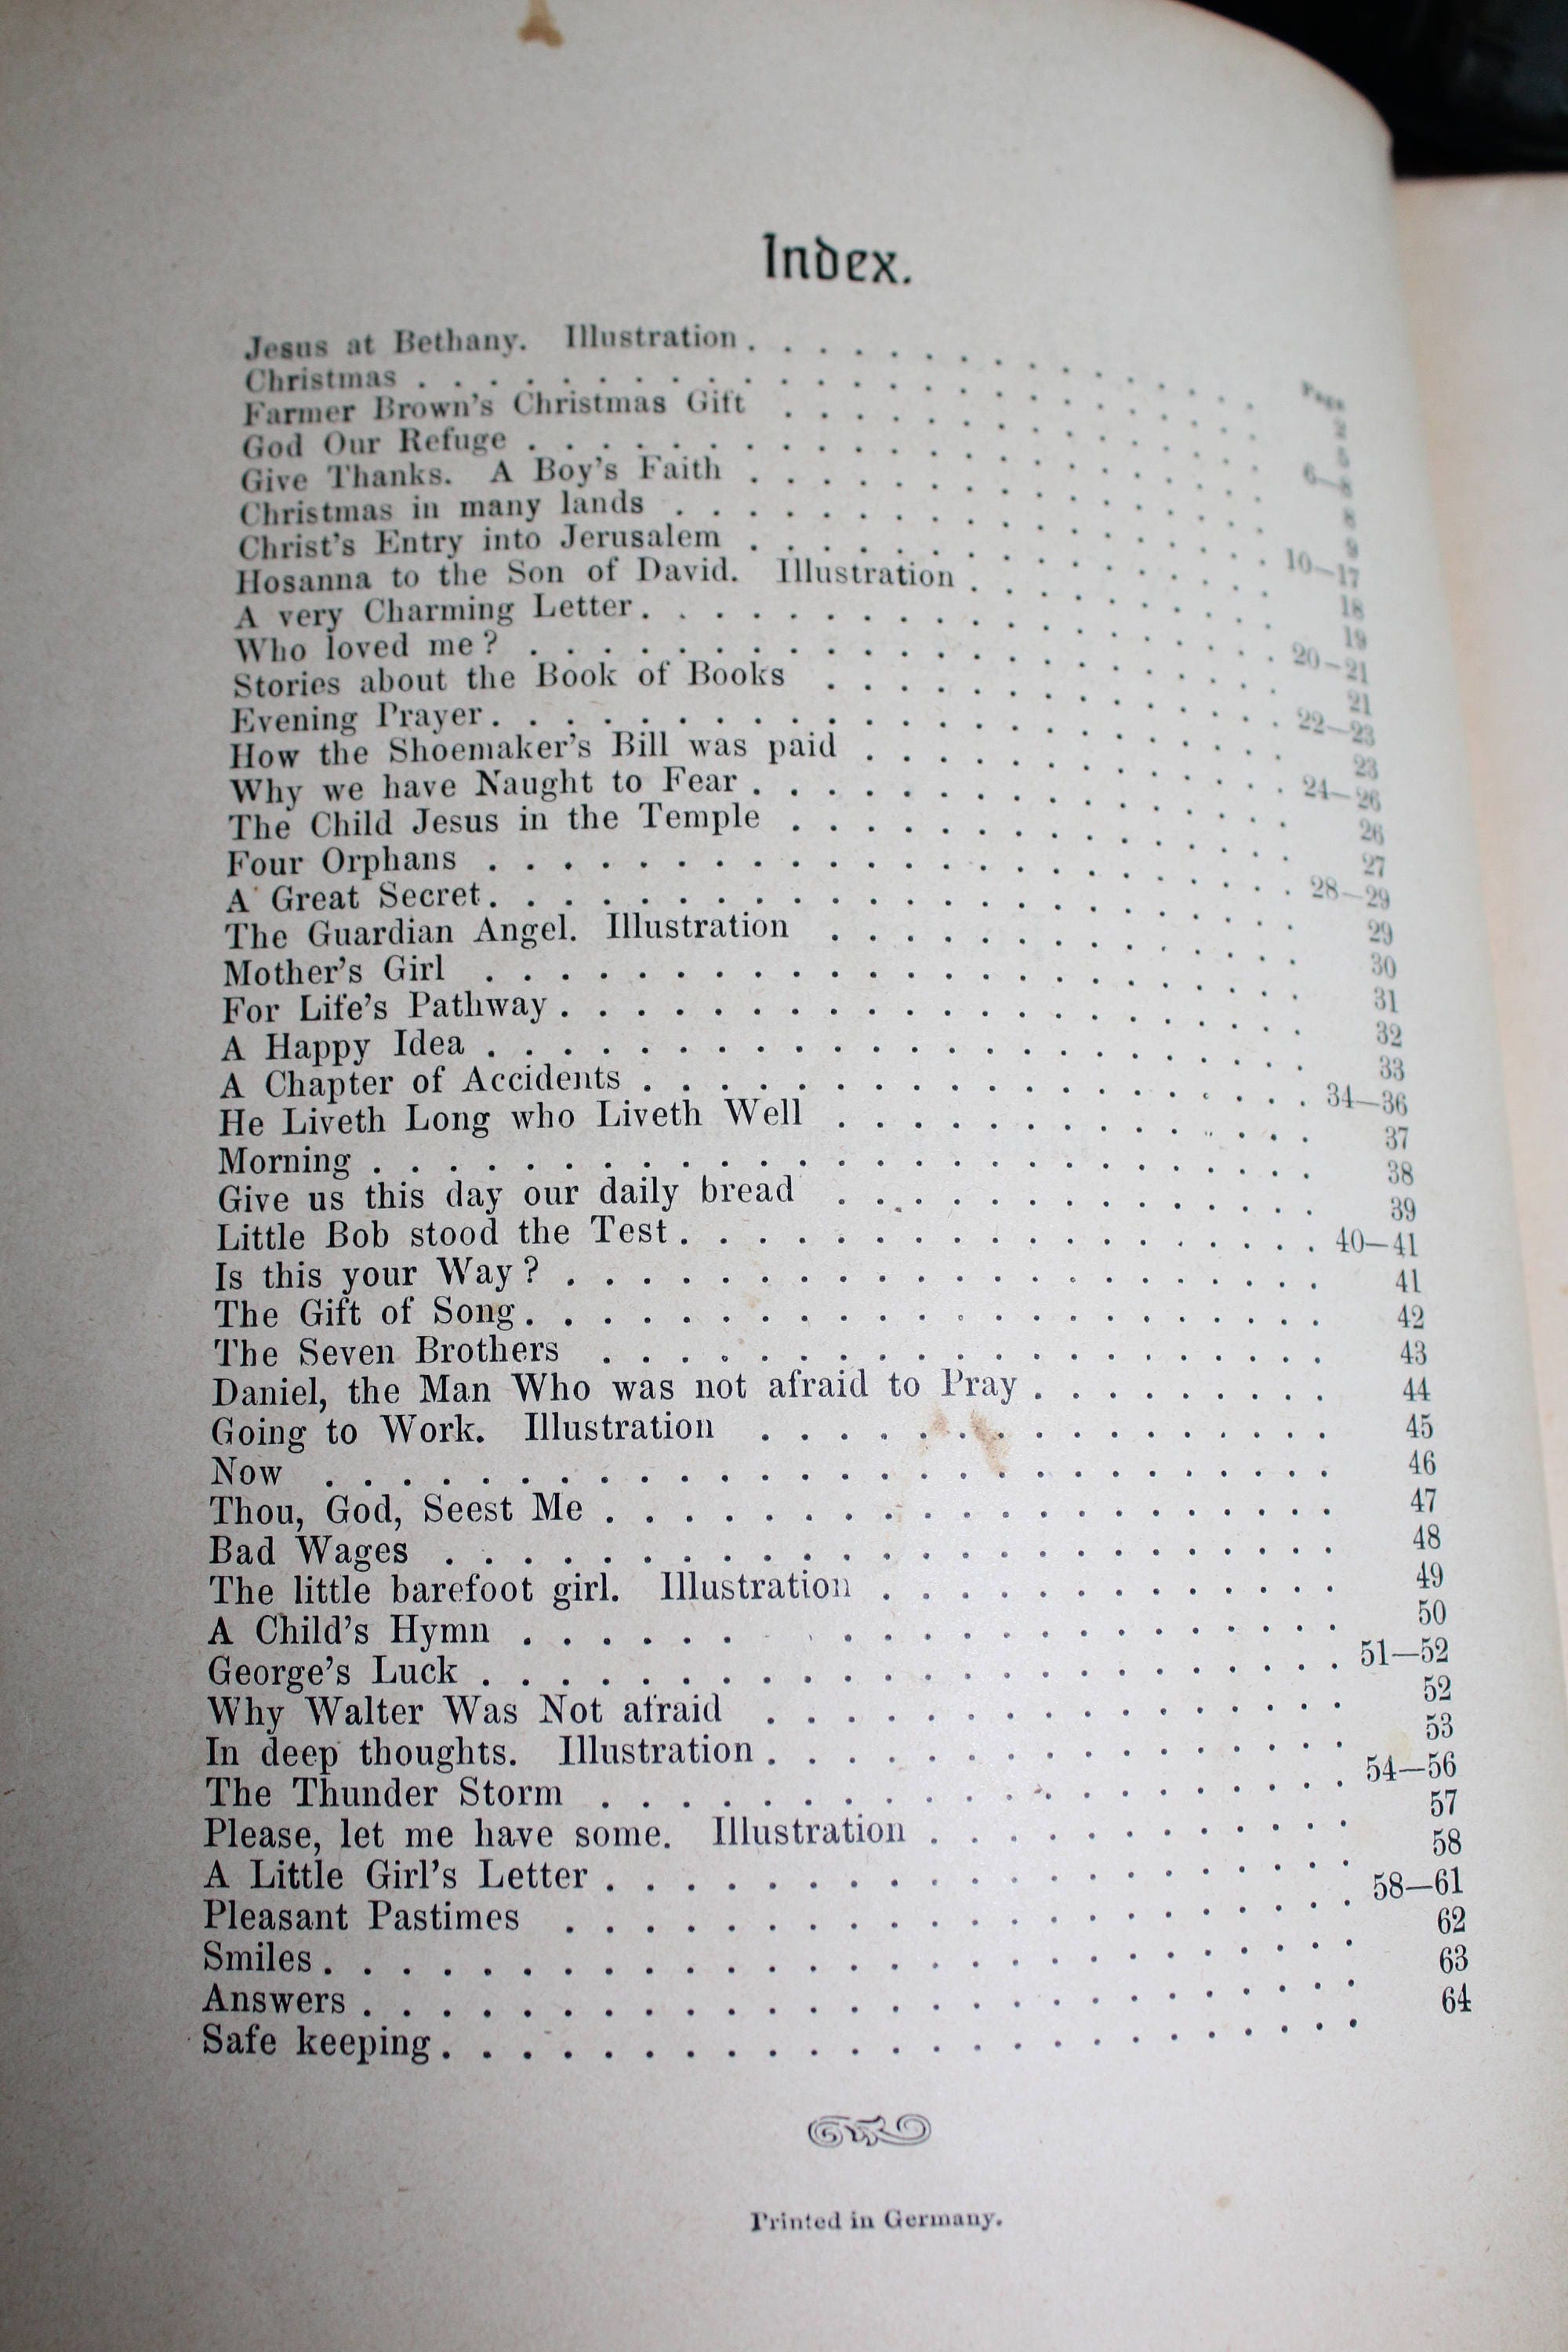 Index.
Page
Jesus at Bethany. Illustration . . . . . . . . . . . . . .
Christmas . . . . . . . . . . . . . . . . . . . . . . .
Farmer Brown's Christmas Gift . . . . . . . . . . . . .
God Our Refuge . . . . . . . . . . . . . . . . . . . . 8
Give Thanks. A Boy's Faith . . . . . . . . . . . . . . 9
Christmas in many lands . . . . . . . . . . . . . . . . 10—17
Christ's Entry into Jerusalem . . . . . . . . . . . . . . 18
Hosanna to the Son of David. Illustration . . . . . . . . 19
A very Charming Letter . . . . . . . . . . . . . . . . . 20—21
Who loved me? . . . . . . . . . . . . . . . . . . . . 21
Stories about the Book of Books . . . . . . . . . . . . 22—23
Evening Prayer . . . . . . . . . . . . . . . . . . . . . 23
How the Shoemaker's Bill was paid . . . . . . . . . . . 24—26
Why we have Naught to Fear . . . . . . . . . . . . . . 26
The Child Jesus in the Temple . . . . . . . . . . . . . 27
Four Orphans . . . . . . . . . . . . . . . . . . . . . 28—29
A Great Secret . . . . . . . . . . . . . . . . . . . . . 29
The Guardian Angel. Illustration . . . . . . . . . . . . 30
Mother's Girl . . . . . . . . . . . . . . . . . . . . . 31
For Life's Pathway . . . . . . . . . . . . . . . . . . . 32
A Happy Idea . . . . . . . . . . . . . . . . . . . . . 33
A Chapter of Accidents . . . . . . . . . . . . . . . . . 34—36
He Liveth Long who Liveth Well . . . . . . . . . . . . 37
Morning . . . . . . . . . . . . . . . . . . . . . . . . 38
Give us this day our daily bread . . . . . . . . . . . . 39
Little Bob stood the Test . . . . . . . . . . . . . . . . 40—41
Is this your Way? . . . . . . . . . . . . . . . . . . . 41
The Gift of Song . . . . . . . . . . . . . . . . . . . . 42
The Seven Brothers . . . . . . . . . . . . . . . . . . 43
Daniel, the Man Who was not afraid to Pray . . . . . . . 44
Going to Work. Illustration . . . . . . . . . . . . . . 45
Now . . . . . . . . . . . . . . . . . . . . . . . . . 46
Thou, God, Seest Me . . . . . . . . . . . . . . . . . . 47
Bad Wages . . . . . . . . . . . . . . . . . . . . . . 48
The little barefoot girl. Illustration . . . . . . . . . . . 49
A Child's Hymn . . . . . . . . . . . . . . . . . . . . 50
George's Luck . . . . . . . . . . . . . . . . . . . . . 51—52
Why Walter Was Not afraid . . . . . . . . . . . . . . 52
In deep thoughts. Illustration . . . . . . . . . . . . . . 53
The Thunder Storm . . . . . . . . . . . . . . . . . . 54—56
Please, let me have some. Illustration . . . . . . . . . . 57
A Little Girl's Letter . . . . . . . . . . . . . . . . . . 58
Pleasant Pastimes . . . . . . . . . . . . . . . . . . . 58—61
Smiles . . . . . . . . . . . . . . . . . . . . . . . . . 62
Answers . . . . . . . . . . . . . . . . . . . . . . . . 63
Safe keeping . . . . . . . . . . . . . . . . . . . . . . 64
Printed in Germany.